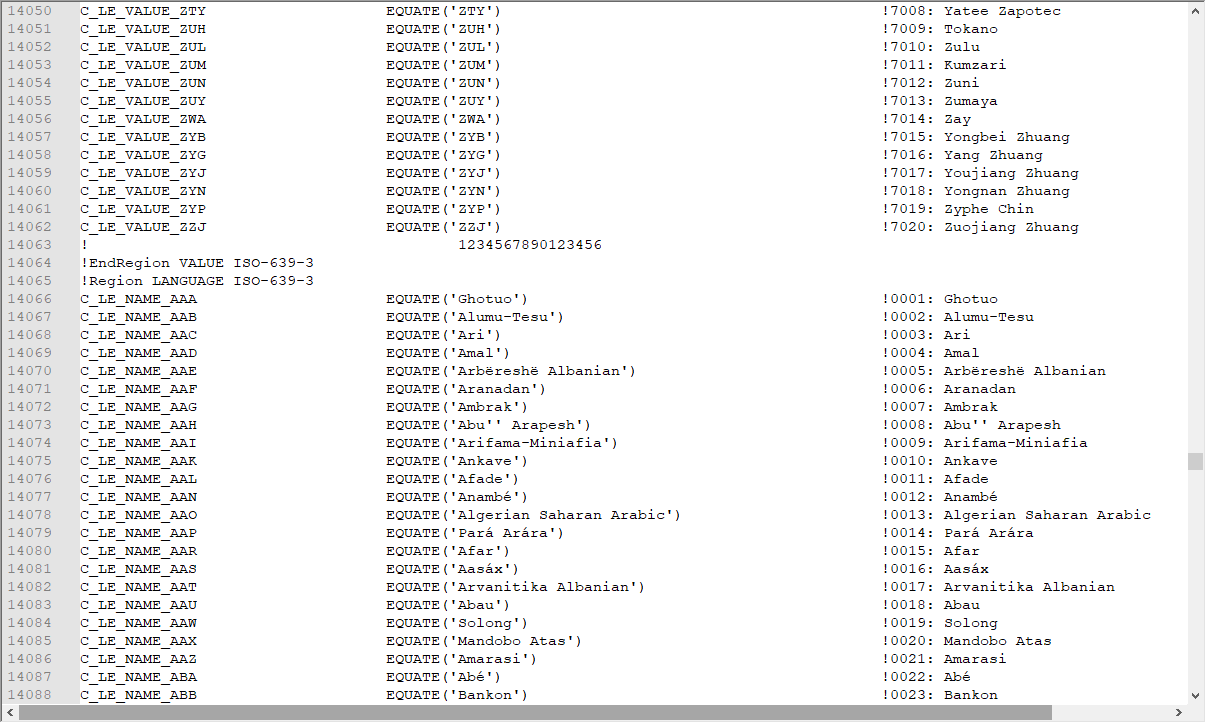 14050 C_LE_VALUE_ZTY EQUATE('ZTY') !7008: Yatee Zapotec
14051 C_LE_VALUE_ZUH EQUATE('ZUH') !7009: Tokano
14052 C_LE_VALUE_ZUL EQUATE('ZUL') !7010: Zulu
14053 C_LE_VALUE_ZUM EQUATE('ZUM') !7011: Kumzari
14054 C_LE_VALUE_ZUN EQUATE('ZUN') !7012: Zuni
14055 C_LE_VALUE_ZUY EQUATE('ZUY') !7013: Zumaya
14056 C_LE_VALUE_ZWA EQUATE('ZWA') !7014: Zay
14057 C_LE_VALUE_ZYB EQUATE('ZYB') !7015: Yongbei Zhuang
14058 C_LE_VALUE_ZYG EQUATE('ZYG') !7016: Yang Zhuang
14059 C_LE_VALUE_ZYJ EQUATE('ZYJ') !7017: Youjiang Zhuang
14060 C_LE_VALUE_ZYN EQUATE('ZYN') !7018: Yongnan Zhuang
14061 C_LE_VALUE_ZYP EQUATE('ZYP') !7019: Zyphe Chin
14062 C_LE_VALUE_ZZJ EQUATE('ZZJ') !7020: Zuojiang Zhuang
14063 ! 1234567890123456
14064 !EndRegion VALUE ISO-639-3
14065 !Region LANGUAGE ISO-639-3
14066 C_LE_NAME_AAA EQUATE('Ghotuo') !0001: Ghotuo
14067 C_LE_NAME_AAB EQUATE('Alumu-Tesu') !0002: Alumu-Tesu
14068 C_LE_NAME_AAC EQUATE('Ari') !0003: Ari
14069 C_LE_NAME_AAD EQUATE('Amal') !0004: Amal
14070 C_LE_NAME_AAE EQUATE('Arbëreshë Albanian') !0005: Arbëreshë Albanian
14071 C_LE_NAME_AAF EQUATE('Aranadan') !0006: Aranadan
14072 C_LE_NAME_AAG EQUATE('Ambrak') !0007: Ambrak
14073 C_LE_NAME_AAH EQUATE('Abu'' Arapesh') !0008: Abu'' Arapesh
14074 C_LE_NAME_AAI EQUATE('Arifama-Miniafia') !0009: Arifama-Miniafia
14075 C_LE_NAME_AAK EQUATE('Ankave') !0010: Ankave
14076 C_LE_NAME_AAL EQUATE('Afade') !0011: Afade
14077 C_LE_NAME_AAN EQUATE('Anambé') !0012: Anambé
14078 C_LE_NAME_AAO EQUATE('Algerian Saharan Arabic') !0013: Algerian Saharan Arabic
14079 C_LE_NAME_AAP EQUATE('Pará Arára') !0014: Pará Arára
14080 C_LE_NAME_AAR EQUATE('Afar') !0015: Afar
14081 C_LE_NAME_AAS EQUATE('Aasáx') !0016: Aasáx
14082 C_LE_NAME_AAT EQUATE('Arvanitika Albanian') !0017: Arvanitika Albanian
14083 C_LE_NAME_AAU EQUATE('Abau') !0018: Abau
14084 C_LE_NAME_AAW EQUATE('Solong') !0019: Solong
14085 C_LE_NAME_AAX EQUATE('Mandobo Atas') !0020: Mandobo Atas
14086 C_LE_NAME_AAZ EQUATE('Amarasi') !0021: Amarasi
14087 C_LE_NAME_ABA EQUATE('Abé') !0022: Abé
14088 C_LE_NAME_ABB EQUATE('Bankon') !0023: Bankon